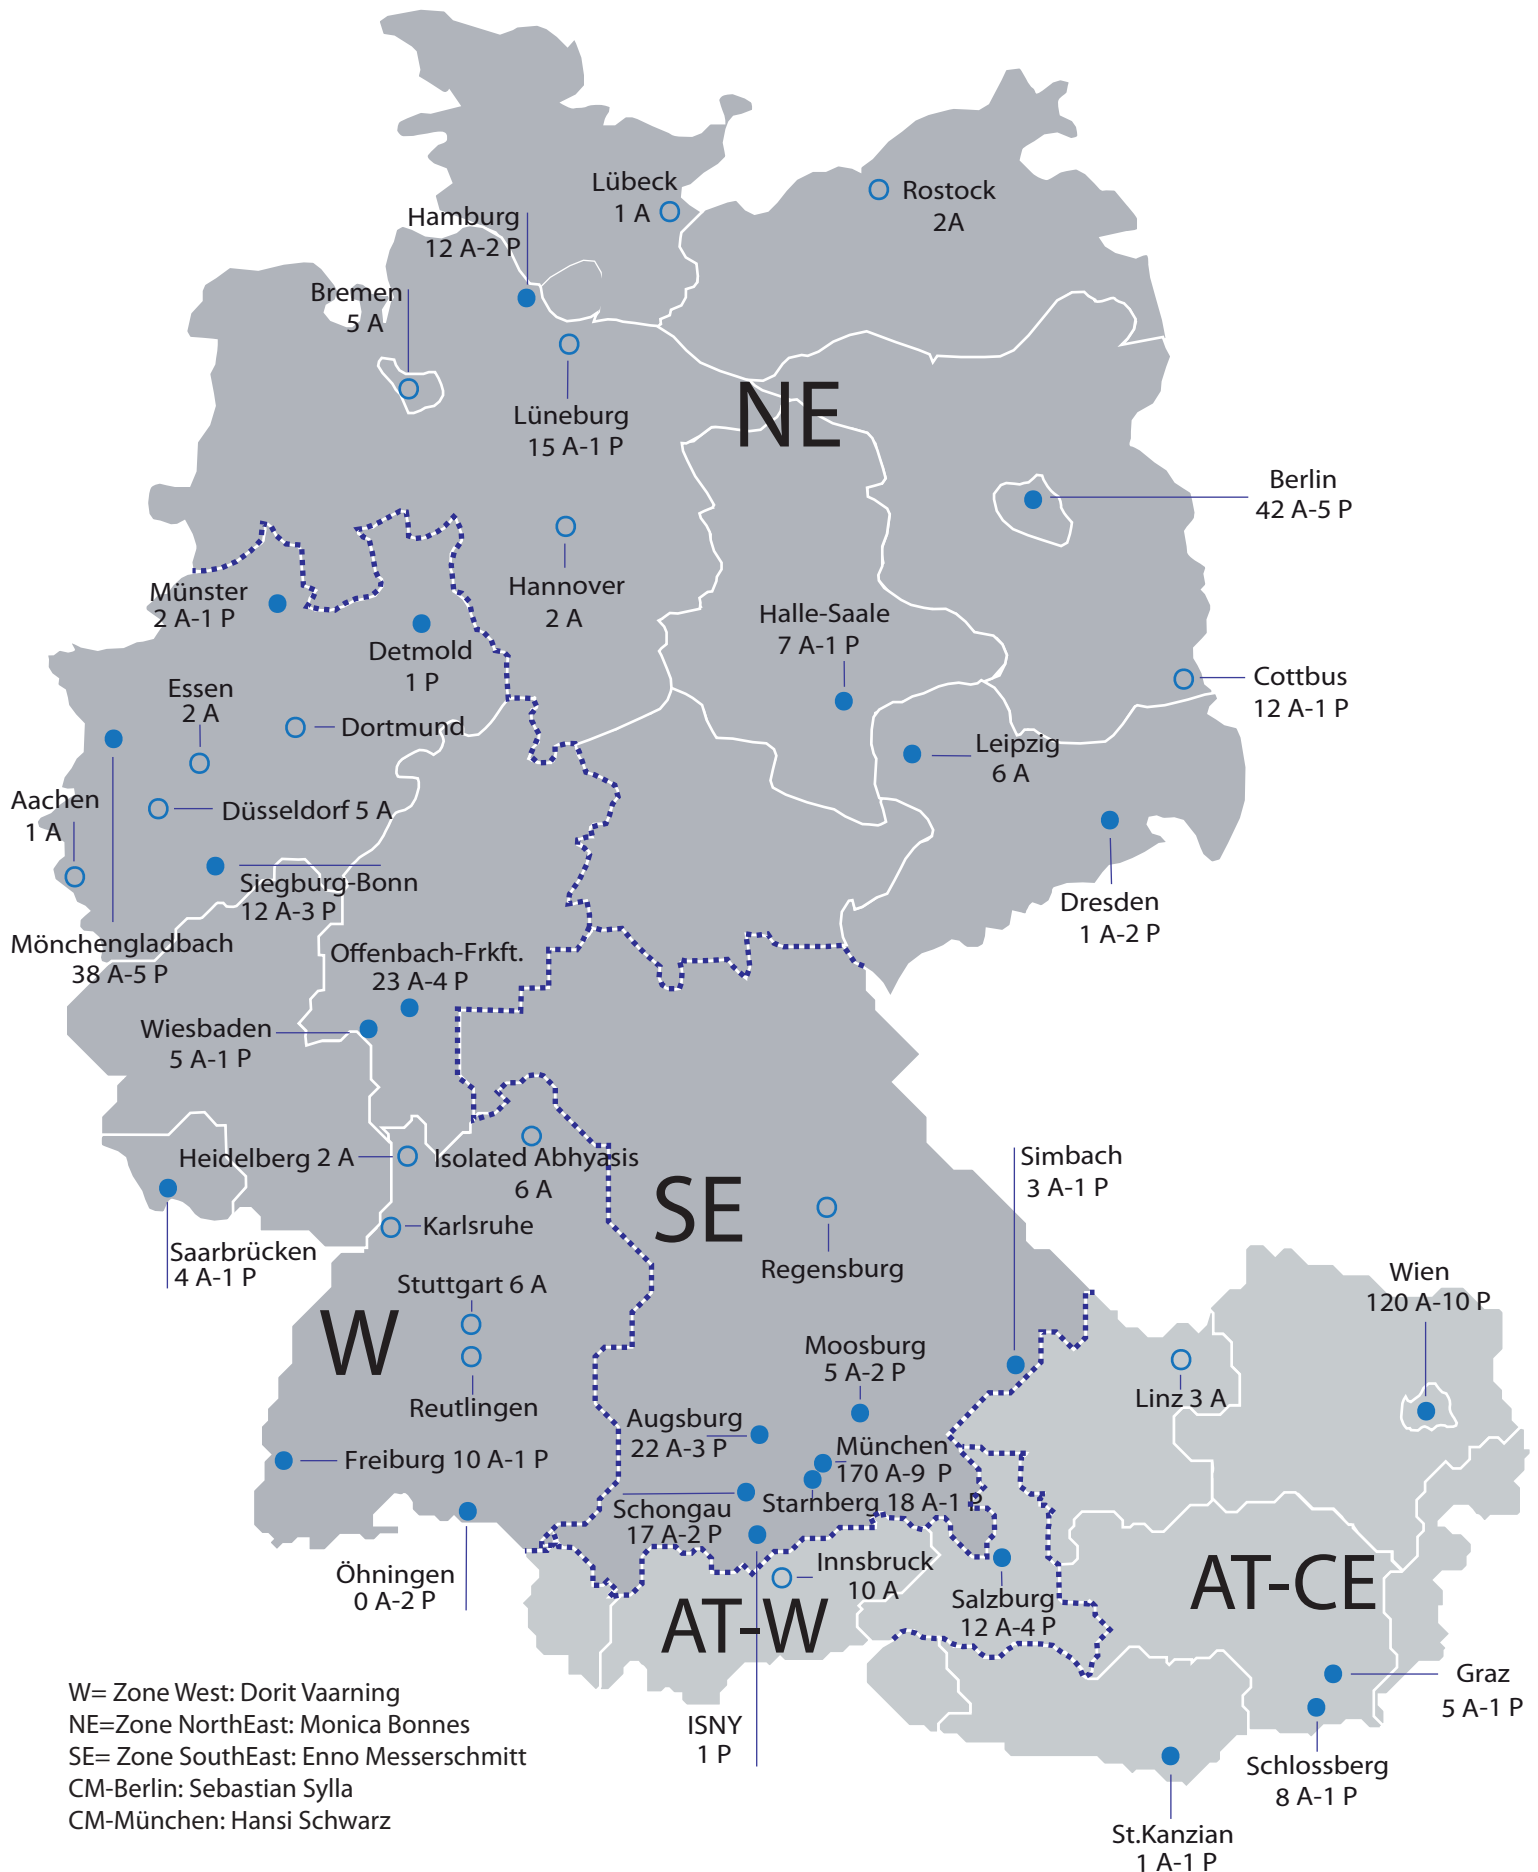 Lübeck
1 A
Rostock
2A
Hamburg
12 A-2 P
Bremen
5 A
Lüneburg
15 A-1 P
NE
Berlin
42 A-5 P
Münster
2 A-1 P
Hannover
2 A
Detmold
1 P
Halle-Saale
7 A-1 P
Cottbus
12 A-1 P
Essen
2 A
Dortmund
Leipzig
6 A
Aachen
1 A
Düsseldorf 5 A
Siegburg-Bonn
12 A-3 P
Dresden
1 A-2 P
Mönchengladbach
38 A-5 P
Offenbach-Frkft.
23 A-4 P
Wiesbaden
5 A-1 P
Heidelberg 2 A
Isolated Abhyasis
6 A
Simbach
3 A-1 P
SE
Karlsruhe
Saarbrücken
4 A-1 P
Regensburg
Stuttgart 6 A
Wien
120 A-10 P
W
Moosburg
5 A-2 P
Linz 3 A
Reutlingen
Augsburg
22 A-3 P
München
170 A-9 P
Freiburg 10 A-1 P
Schongau
17 A-2 P
Starnberg 18 A-1 P
Öhningen
0 A-2 P
Innsbruck
10 A
AT-W
Salzburg
12 A-4 P
AT-CE
Graz
5 A-1 P
ISNY
1 P
Schlossberg
8 A-1 P
St.Kanzian
1 A-1 P
W= Zone West: Dorit Vaarning
NE=Zone NorthEast: Monica Bonnes
SE= Zone SouthEast: Enno Messerschmitt
CM-Berlin: Sebastian Sylla
CM-München: Hansi Schwarz